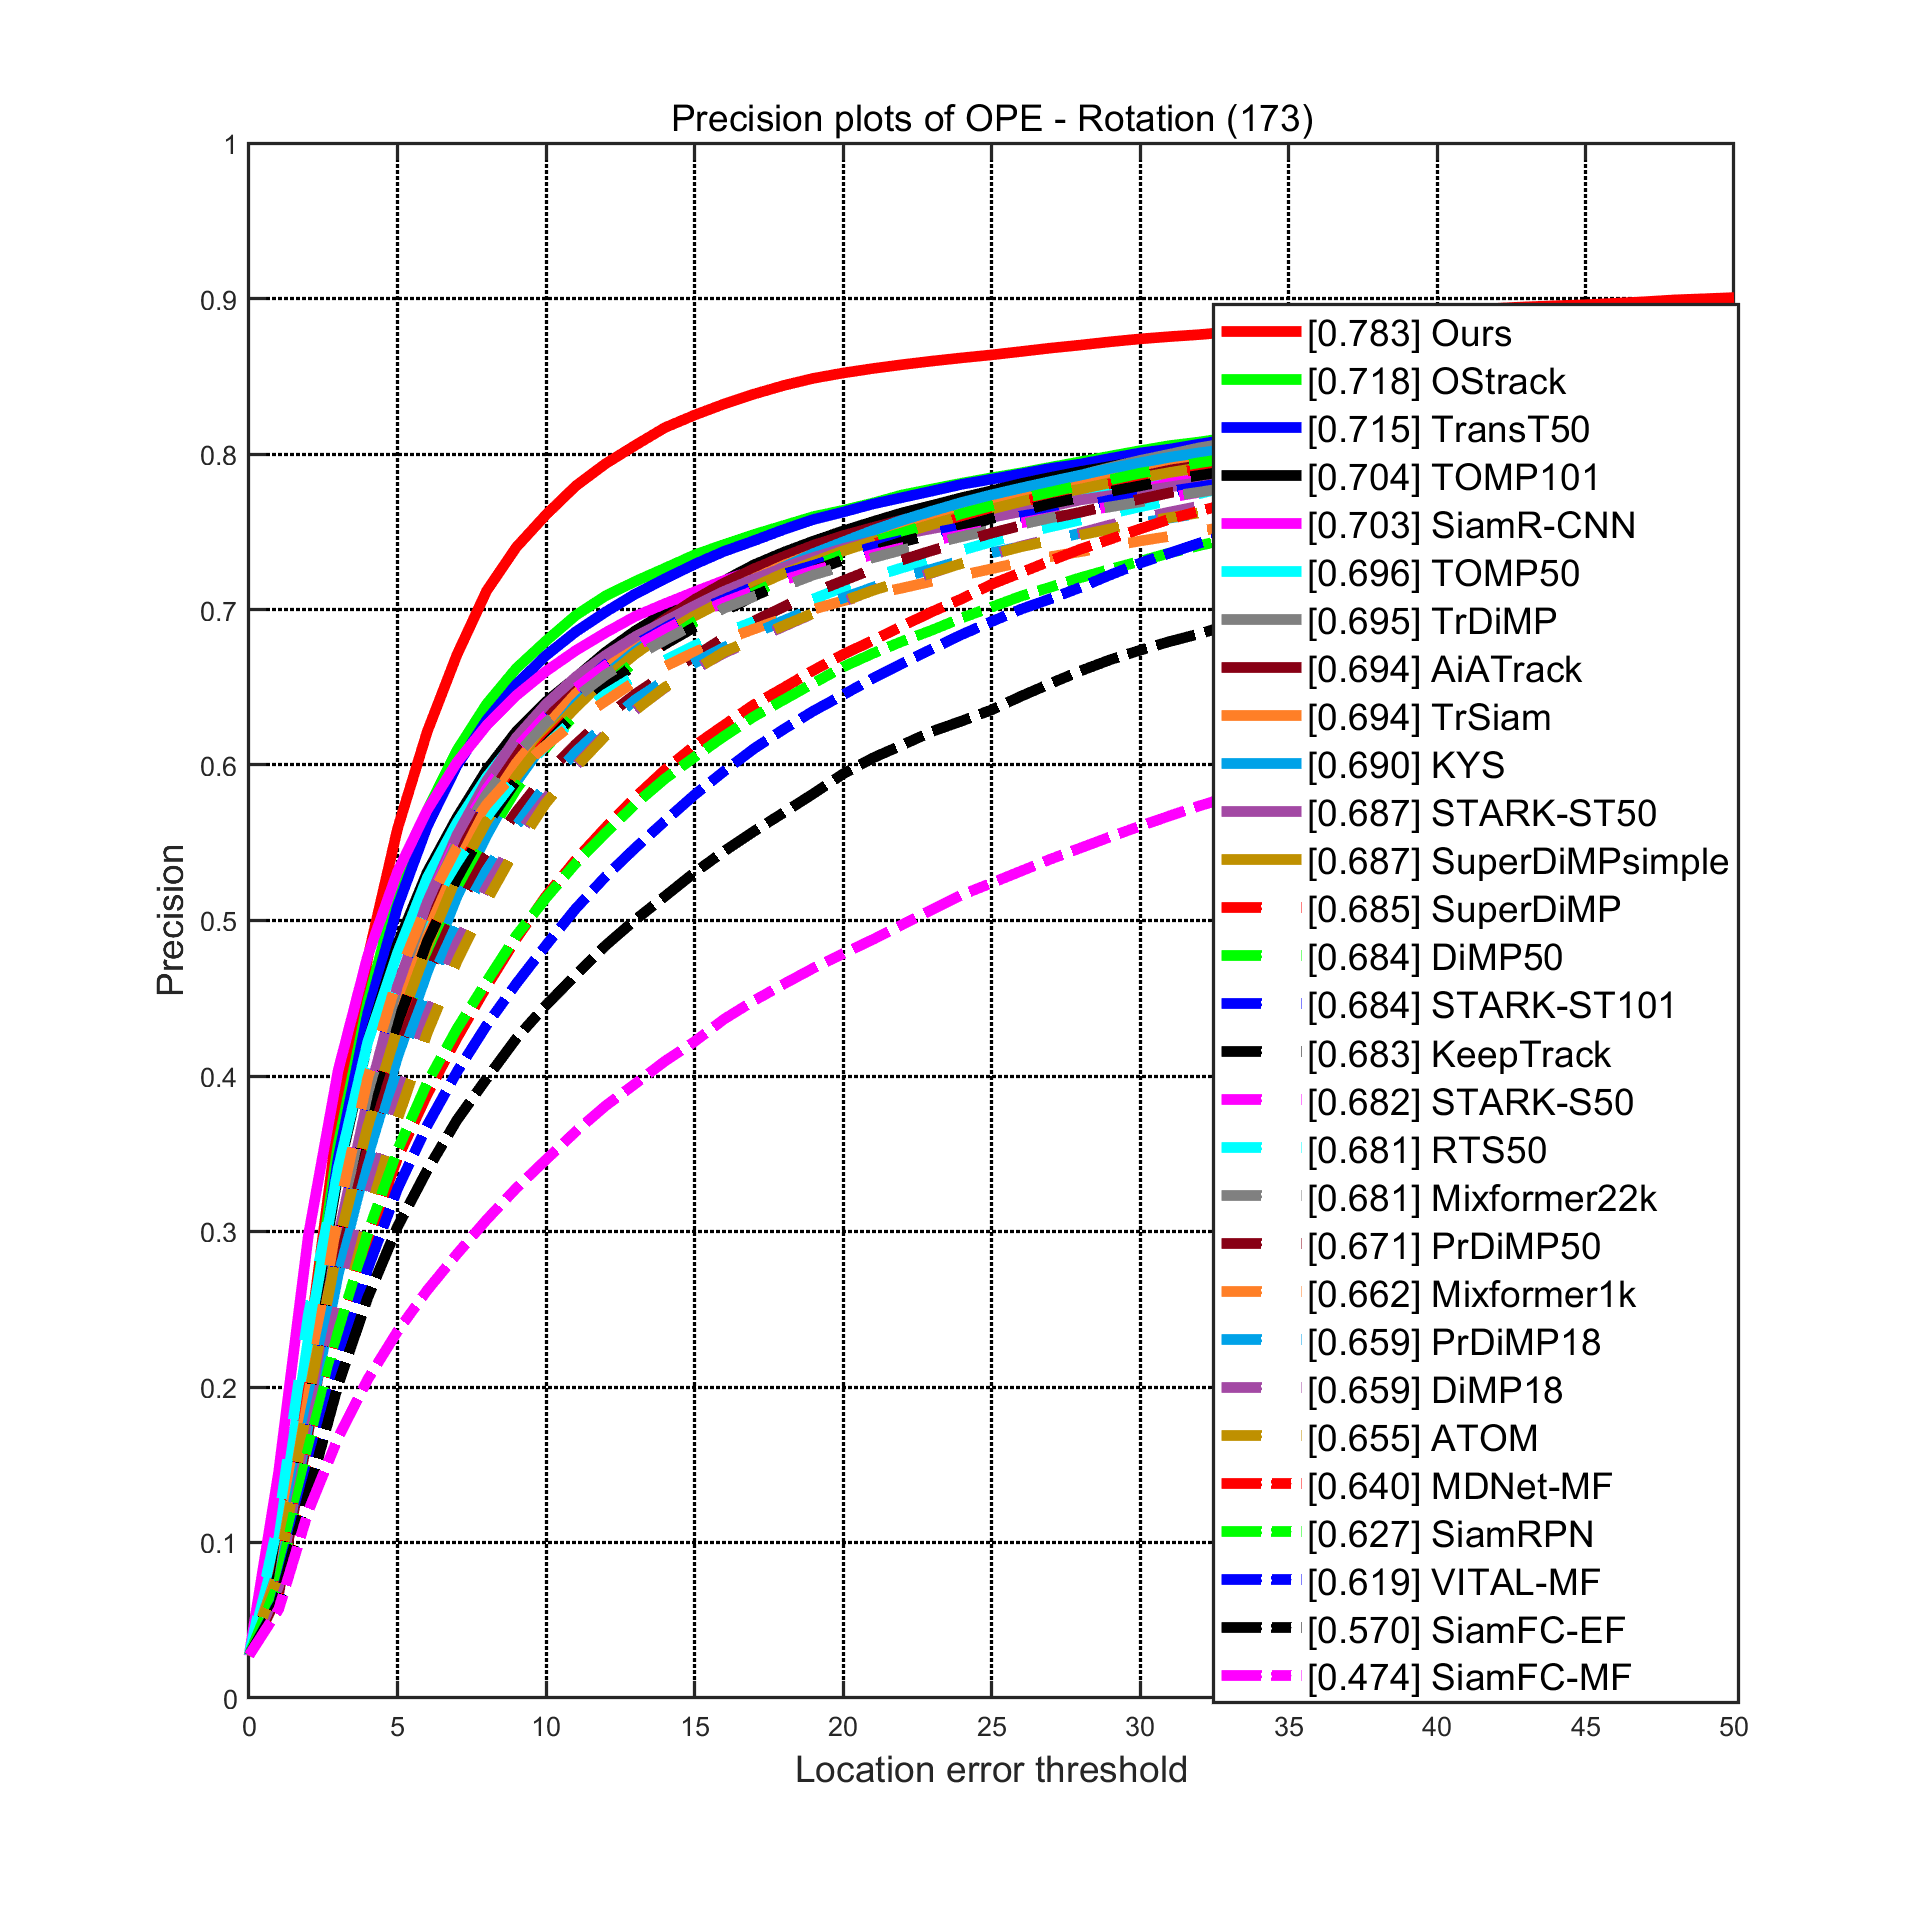 Precision plots of OPE - Rotation (173)
Precision
1
0.9
0.8
0.7
0.6
0.5
0.4
0.3
0.2
0.1
0
[0.783] Ours
[0.718] OStrack
[0.715] TransT50
[0.704] TOMP101
[0.703] SiamR-CNN
[0.696] TOMP50
[0.695] TrDiMP
[0.694] AiATrack
[0.694] TrSiam
[0.690] KYS
[0.687] STARK-ST50
[0.687] SuperDiMPsimple
[0.685] SuperDiMP
[0.684] DiMP50
[0.684] STARK-ST101
[0.683] KeepTrack
[0.682] STARK-S50
[0.681] RTS50
[0.681] Mixformer22k
[0.671] PrDiMP50
[0.662] Mixformer1k
[0.659] PrDiMP18
[0.659] DiMP18
[0.655] ATOM
[0.640] MDNet-MF
[0.627] SiamRPN
[0.619] VITAL-MF
[0.570] SiamFC-EF
[0.474] SiamFC-MF
0 5 10 15 20 25 30 35 40 45 50
Location error threshold